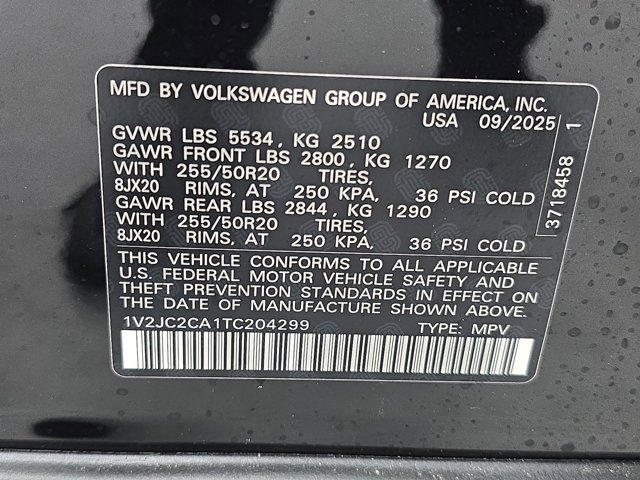 MFD BY VOLKSWAGEN GROUP OF AMERICA, INC.
USA 09/2025
GVWR LBS 5534, KG 2510
GAWR FRONT LBS 2800, KG 1270
WITH 255/50R20 TIRES,
8JX20 RIMS, AT 250 KPA, 36 PSI COLD
GAWR REAR LBS 2844, KG 1290
WITH 255/50R20 TIRES,
8JX20 RIMS, AT 250 KPA, 36 PSI COLD
THIS VEHICLE CONFORMS TO ALL APPLICABLE
U.S. FEDERAL MOTOR VEHICLE SAFETY AND
THEFT PREVENTION STANDARDS IN EFFECT ON
THE DATE OF MANUFACTURE SHOWN ABOVE.
1V2JC2CA1TC204299 TYPE: MPV
3718458 1